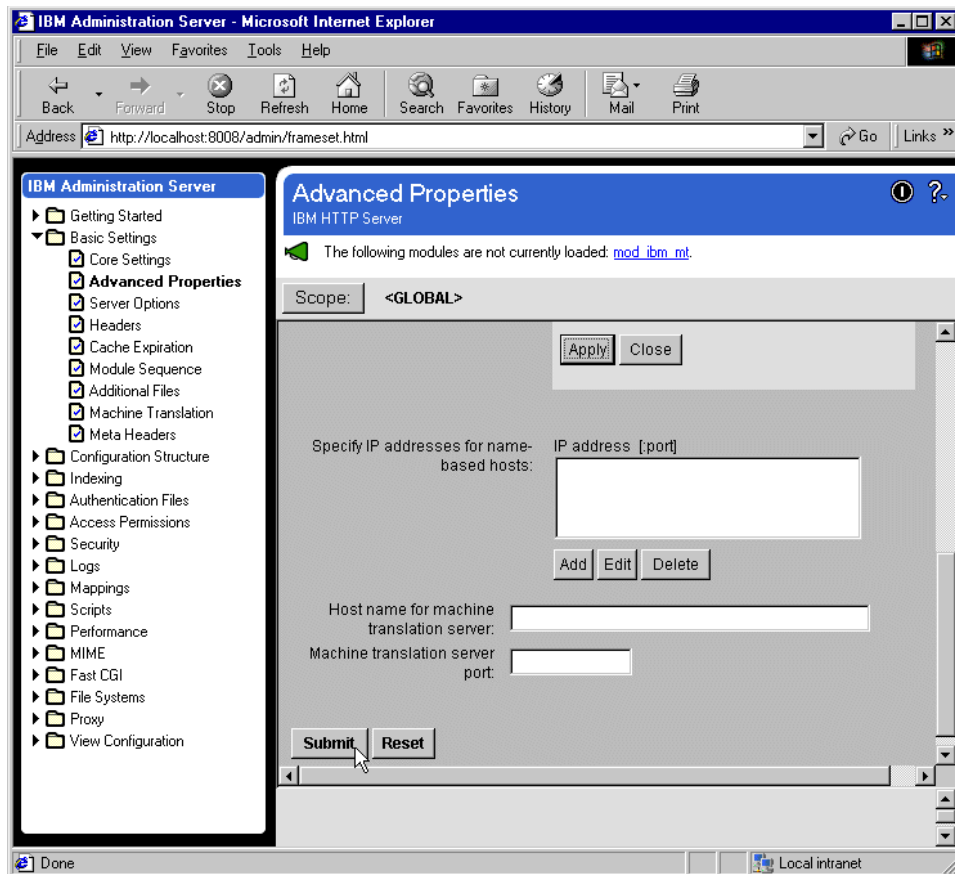 IBM Administration Server - Microsoft Internet Explorer
File Edit View Favorites Tools Help
Back Forward Stop Refresh Home Search Favorites History Mail Print
Address http://localhost:8008/admin/frameset.html Go Links »
IBM Administration Server
Getting Started
Basic Settings
Core Settings
Advanced Properties
Server Options
Headers
Cache Expiration
Module Sequence
Additional Files
Machine Translation
Meta Headers
Configuration Structure
Indexing
Authentication Files
Access Permissions
Security
Logs
Mappings
Scripts
Performance
MIME
Fast CGI
File Systems
Proxy
View Configuration
Advanced Properties
IBM HTTP Server
The following modules are not currently loaded: mod_ibm_mt.
Scope: <GLOBAL>
Apply Close
Specify IP addresses for name-
based hosts:
IP address [:port]
Add Edit Delete
Host name for machine
translation server:
Machine translation server
port:
Submit Reset
Done Local intranet